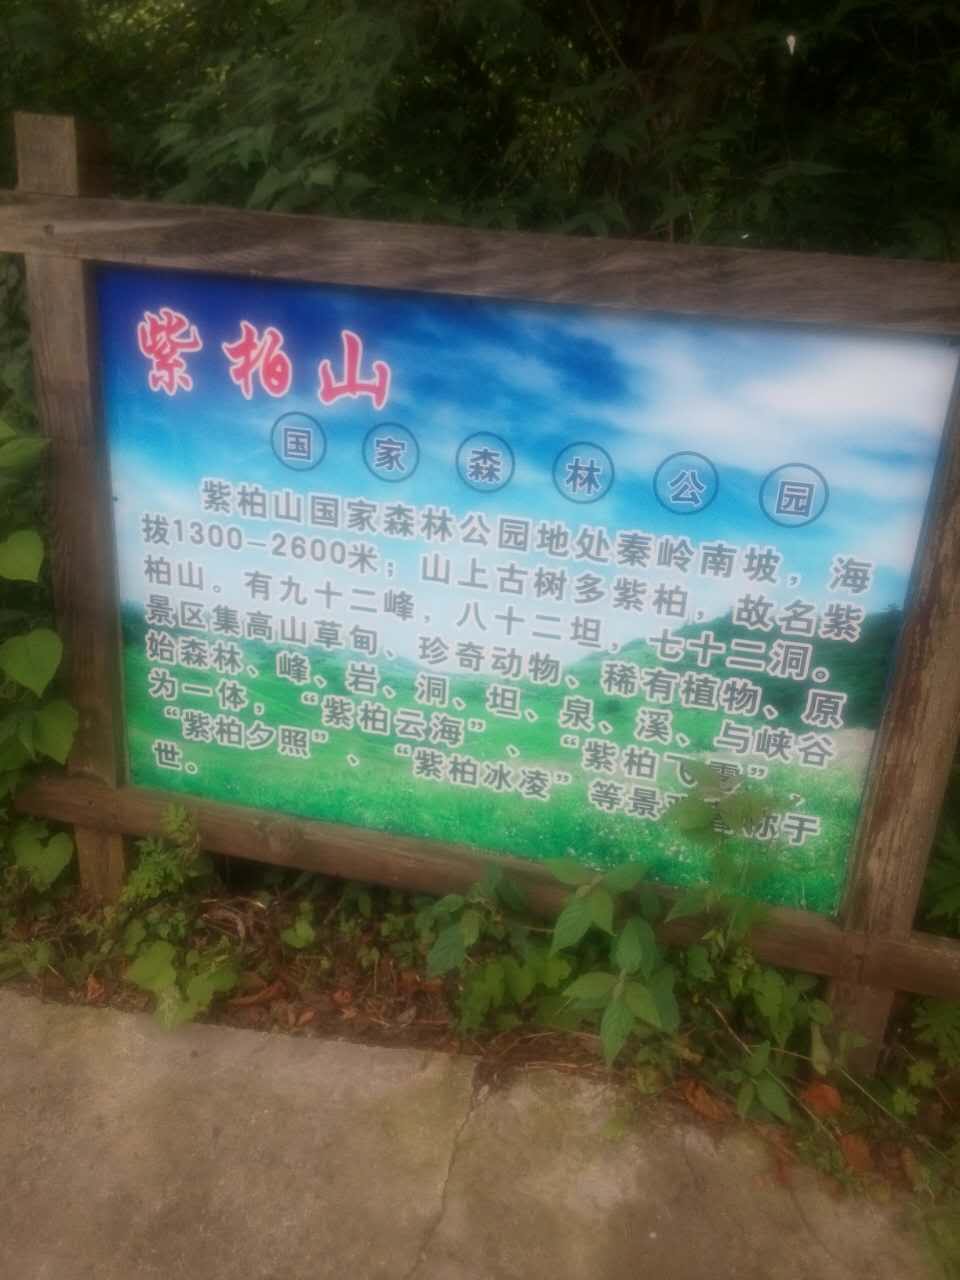 紫柏山
国家森林公园
紫柏山国家森林公园地处秦岭南坡，海
拔1300-2600米；山上古树多紫柏，故名紫
柏山。有九十二峰，八十二坦，七十二洞。
景区集高山草甸、珍奇动物、稀有植物、原
始森林、峰、岩、洞、坦、泉、溪、与峡谷
为一体，“紫柏云海”、“紫柏飞雪”，
“紫柏夕照”、“紫柏冰凌”等景称于
世。